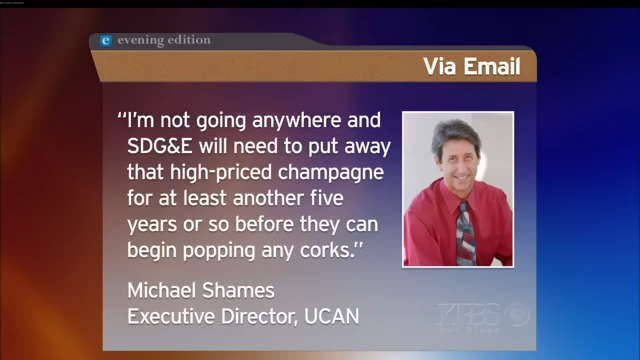 evening edition
Via Email
“I'm not going anywhere and
SDG&E will need to put away
that high-priced champagne
for at least another five
years or so before they can
begin popping any corks.”
Michael Shames
Executive Director, UCAN
KPBS
San Diego